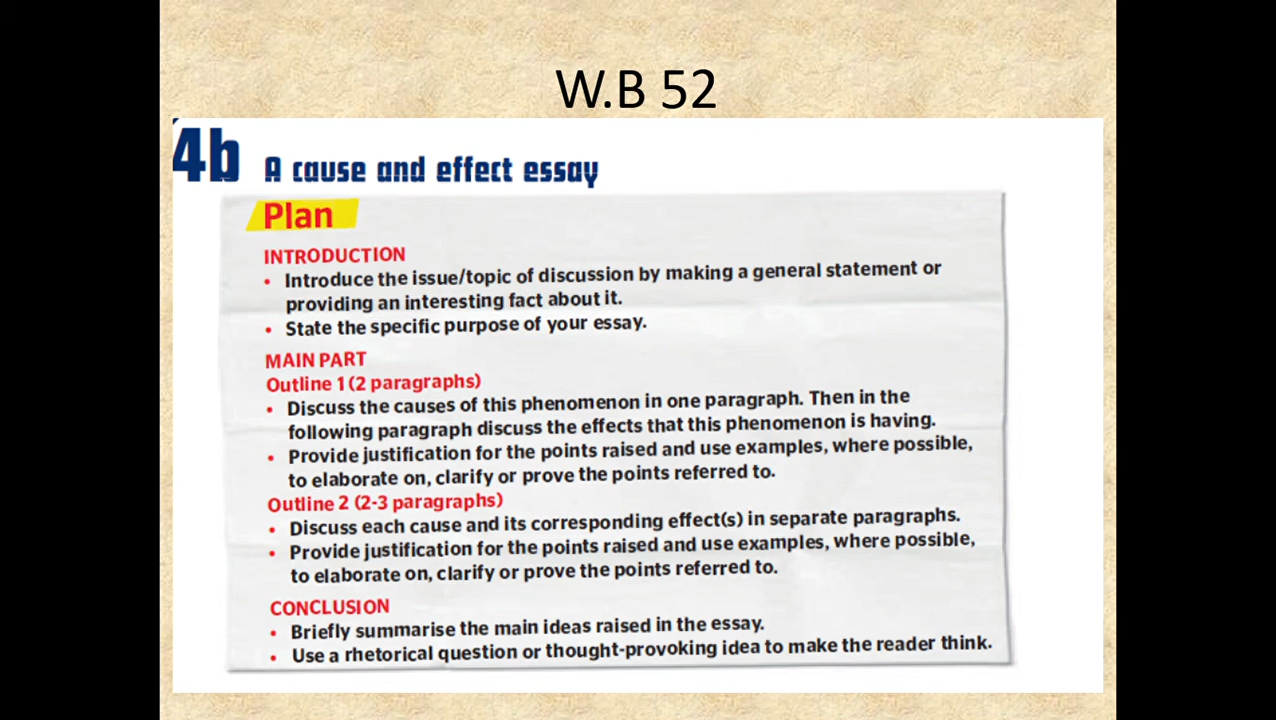 W.B 52
4b A cause and effect essay
Plan
INTRODUCTION
• Introduce the issue/topic of discussion by making a general statement or
providing an interesting fact about it.
• State the specific purpose of your essay.
MAIN PART
Outline 1 (2 paragraphs)
• Discuss the causes of this phenomenon in one paragraph. Then in the
following paragraph discuss the effects that this phenomenon is having.
• Provide justification for the points raised and use examples, where possible,
to elaborate on, clarify or prove the points referred to.
Outline 2 (2-3 paragraphs)
• Discuss each cause and its corresponding effect(s) in separate paragraphs.
• Provide justification for the points raised and use examples, where possible,
to elaborate on, clarify or prove the points referred to.
CONCLUSION
• Briefly summarise the main ideas raised in the essay.
• Use a rhetorical question or thought-provoking idea to make the reader think.